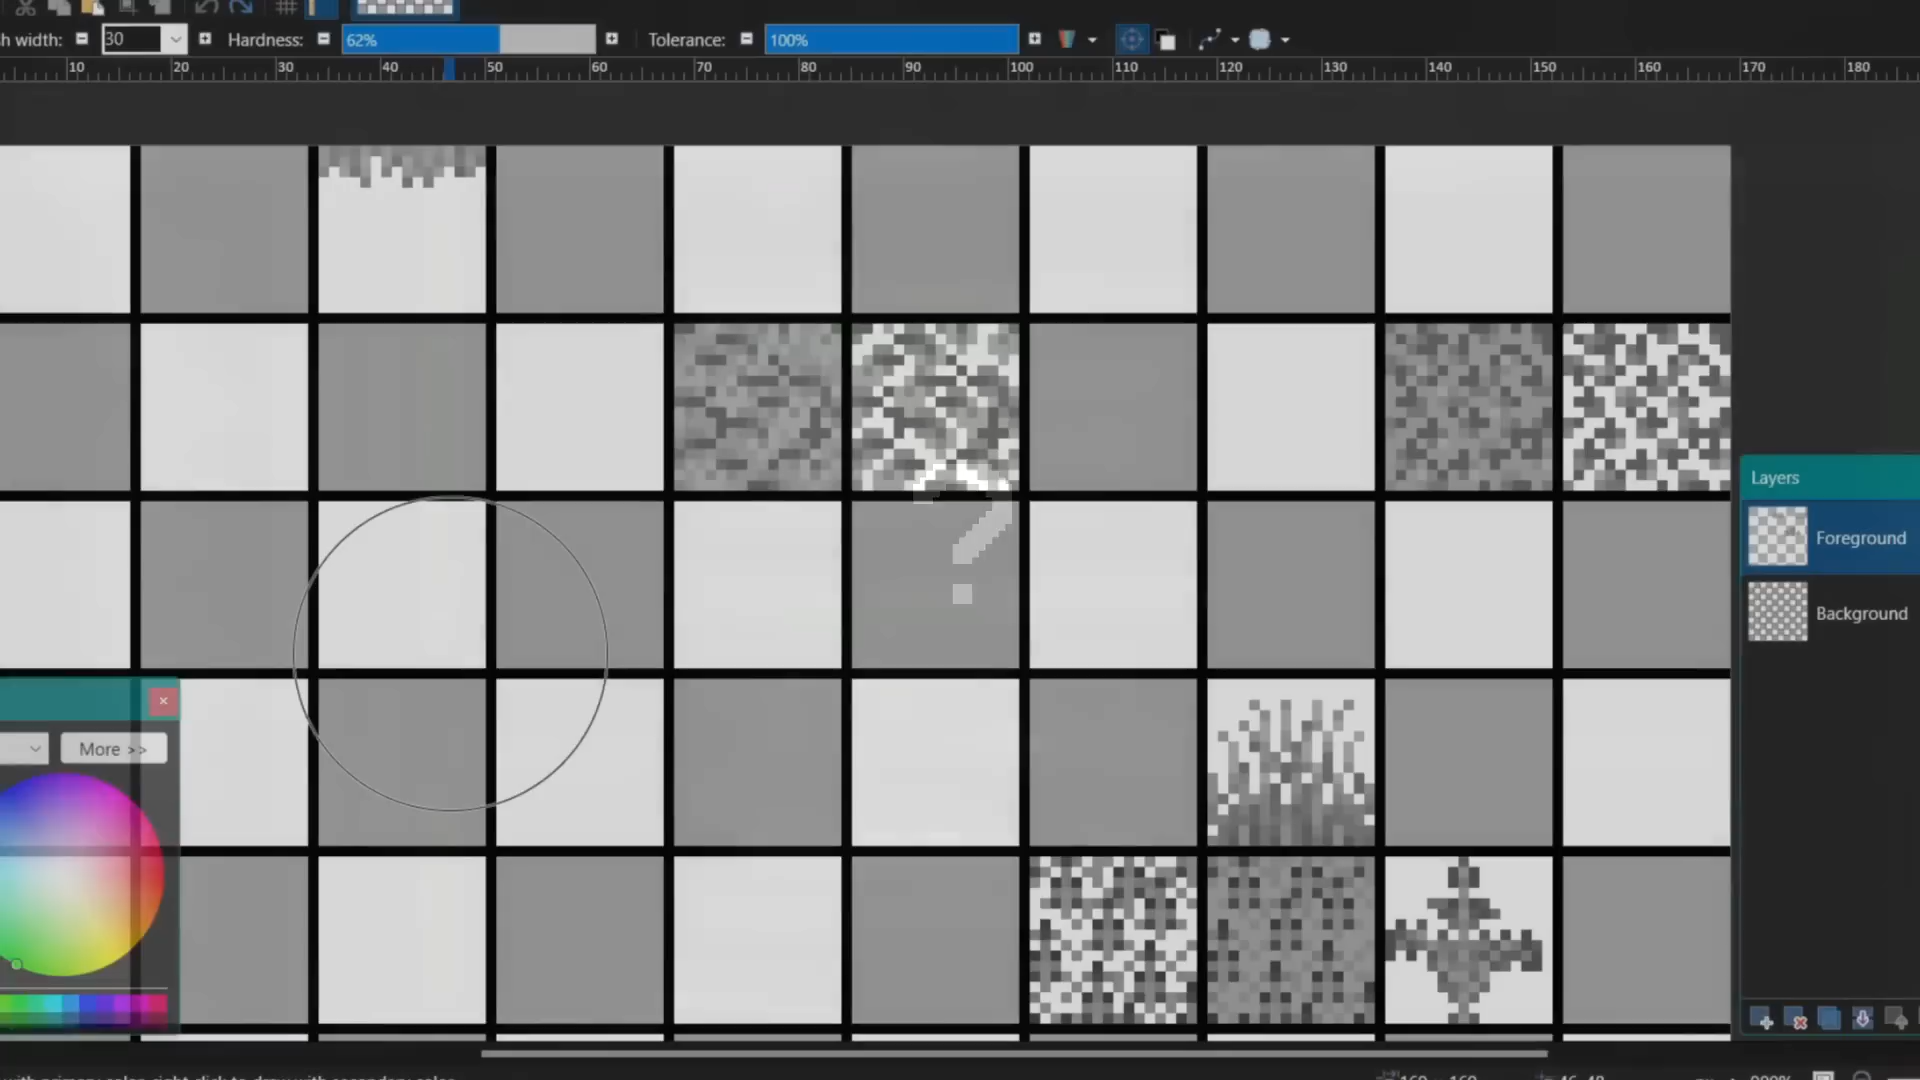 h width: 30 Hardness: 62% Tolerance: 100%
10 20 30 40 50 60 70 80 90 100 110 120 130 140 150 160 170 180
?
Layers
Foreground
Background
More >>